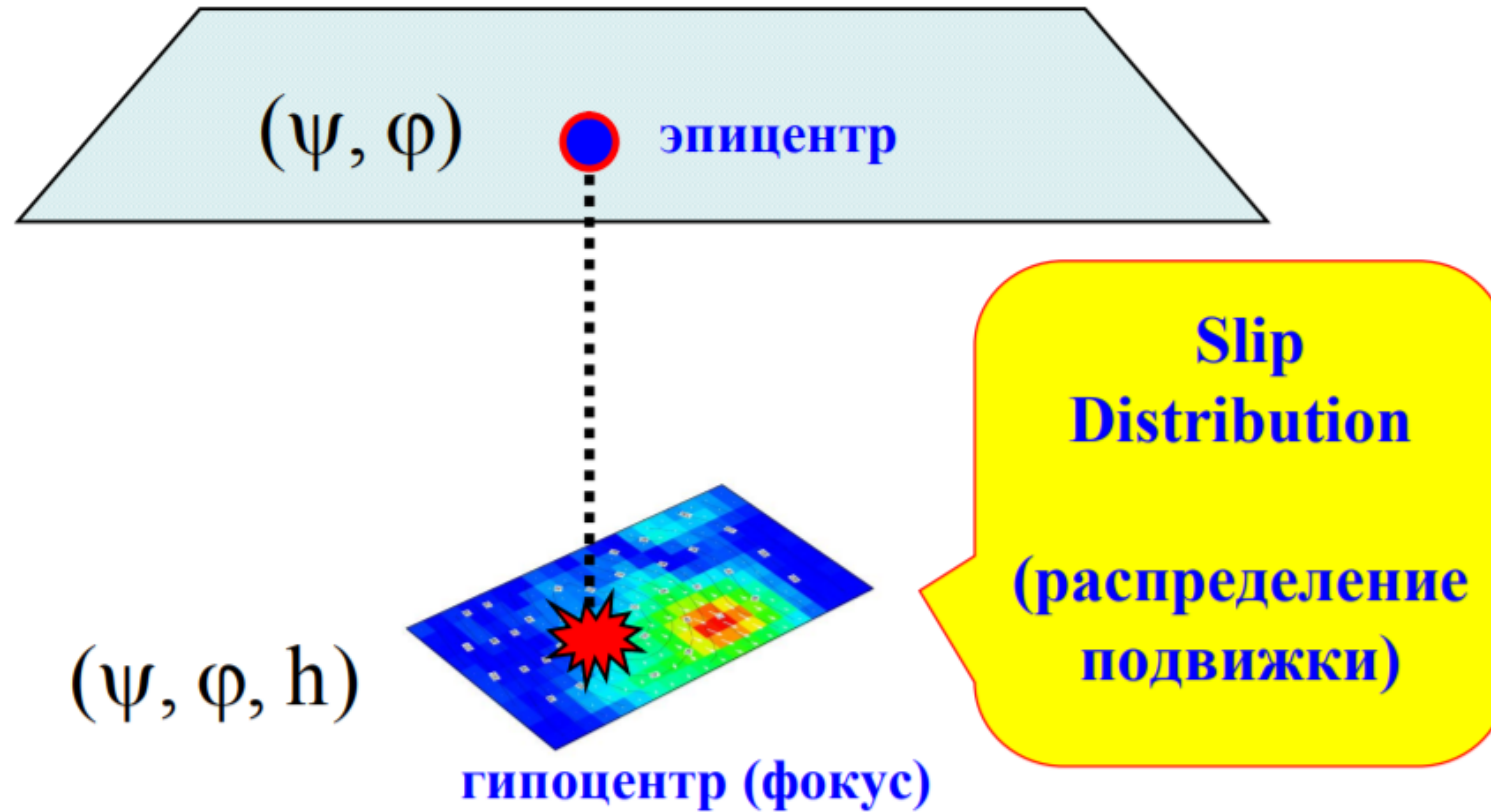 (ψ, φ) эпицентр
Slip
Distribution
(распределение
подвижки)
(ψ, φ, h)
гипоцентр (фокус)